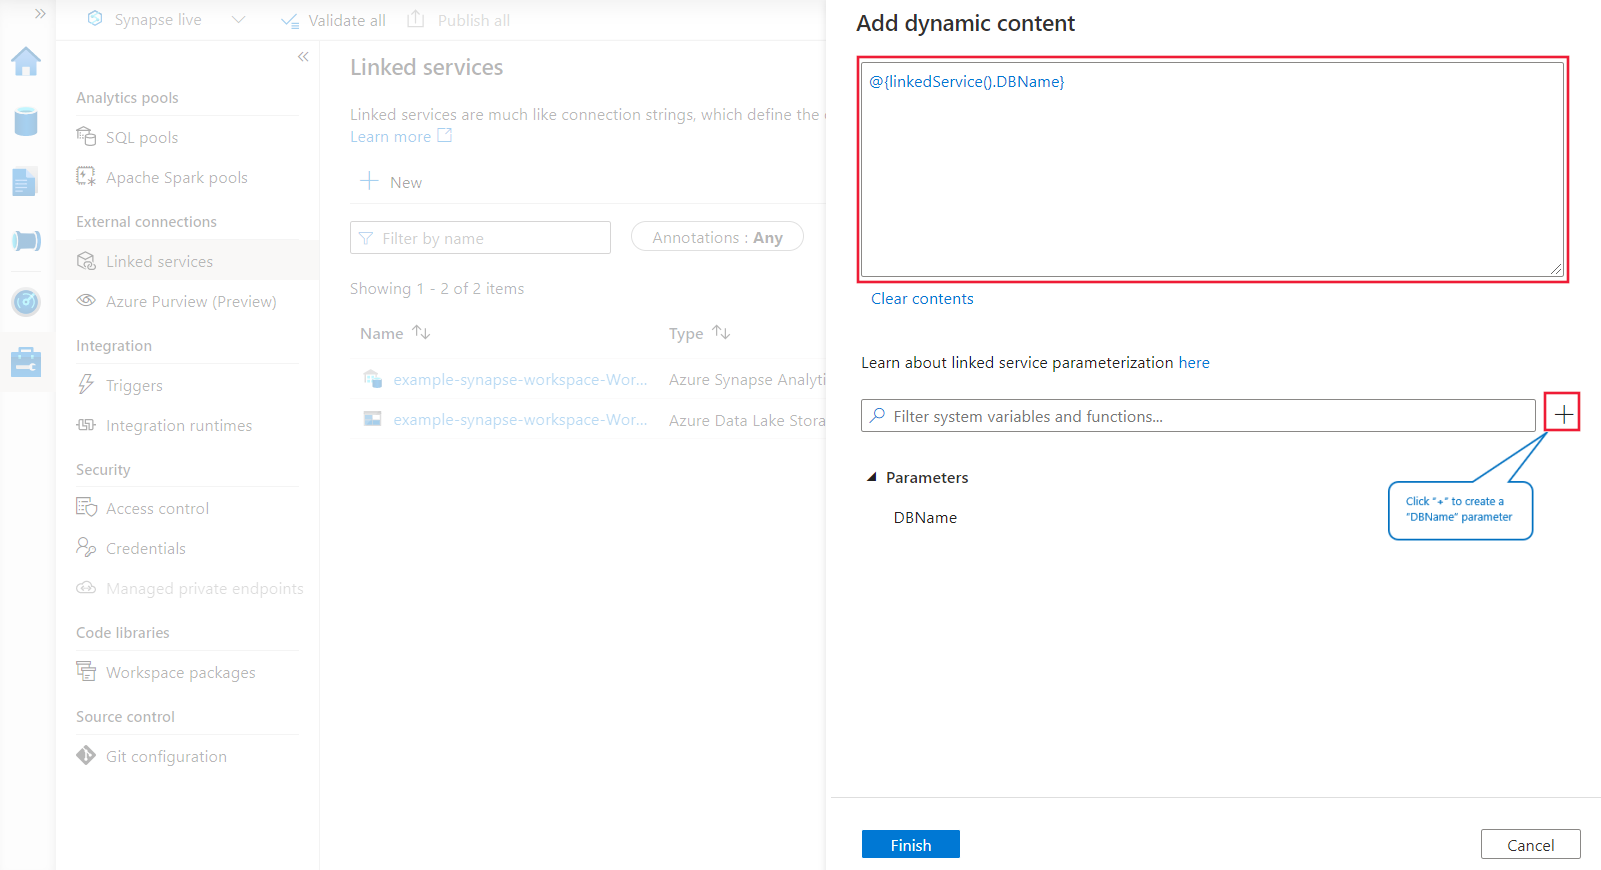 Synapse live
Validate all
Publish all
Analytics pools
SQL pools
Apache Spark pools
External connections
Linked services
Azure Purview (Preview)
Integration
Triggers
Integration runtimes
Security
Access control
Credentials
Managed private endpoints
Code libraries
Workspace packages
Source control
Git configuration
Linked services
Linked services are much like connection strings, which define the
Learn more
New
Filter by name
Annotations : Any
Showing 1 - 2 of 2 items
Name
Type
example-synapse-workspace-Wor...
Azure Synapse Analyti
example-synapse-workspace-Wor...
Azure Data Lake Stora
Add dynamic content
@{linkedService().DBName}
Clear contents
Learn about linked service parameterization here
Filter system variables and functions...
Click "+" to create a
"DBName" parameter
Parameters
DBName
Finish
Cancel